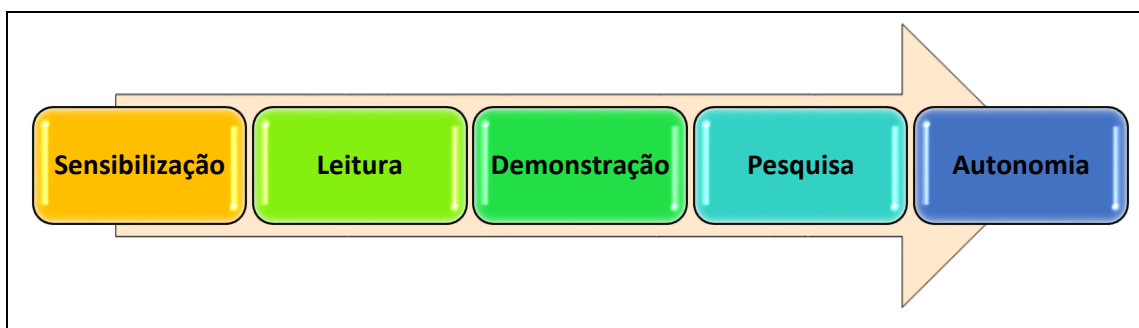 Sensibilização
Leitura
Demonstração
Pesquisa
Autonomia